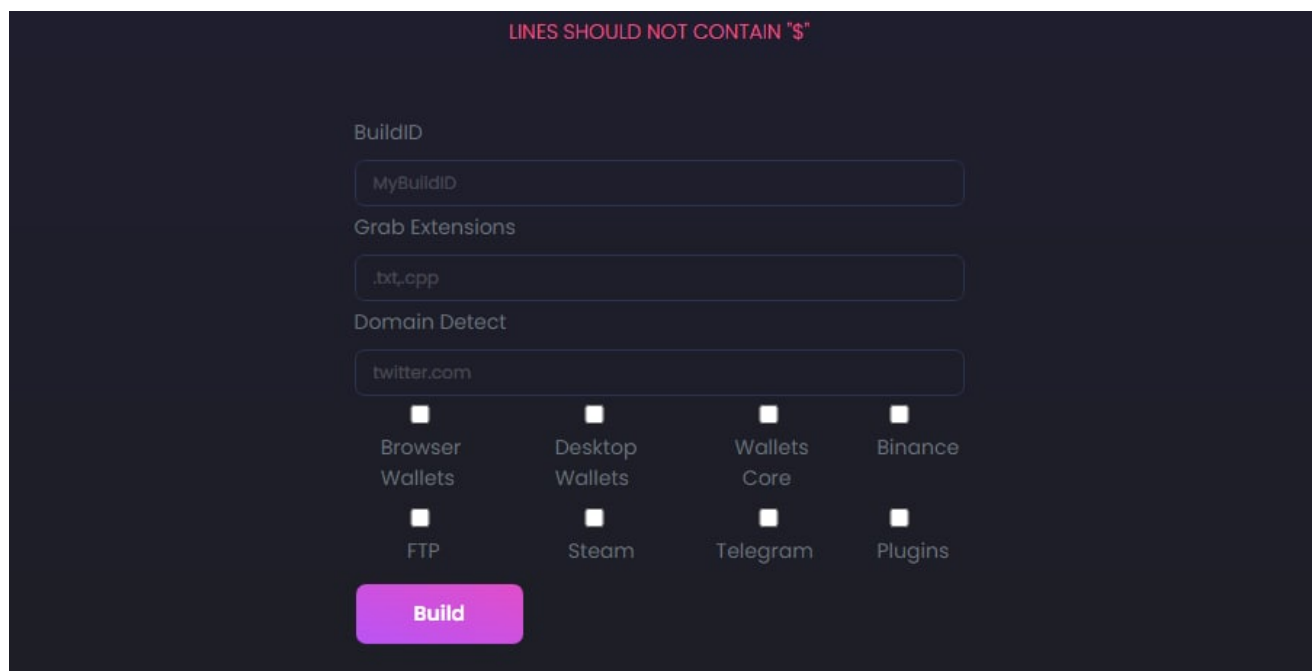 LINES SHOULD NOT CONTAIN "$"
BuildID
MyBuildID
Grab Extensions
.txt,.cpp
Domain Detect
twitter.com
Browser Wallets
Desktop Wallets
Wallets Core
Binance
FTP
Steam
Telegram
Plugins
Build